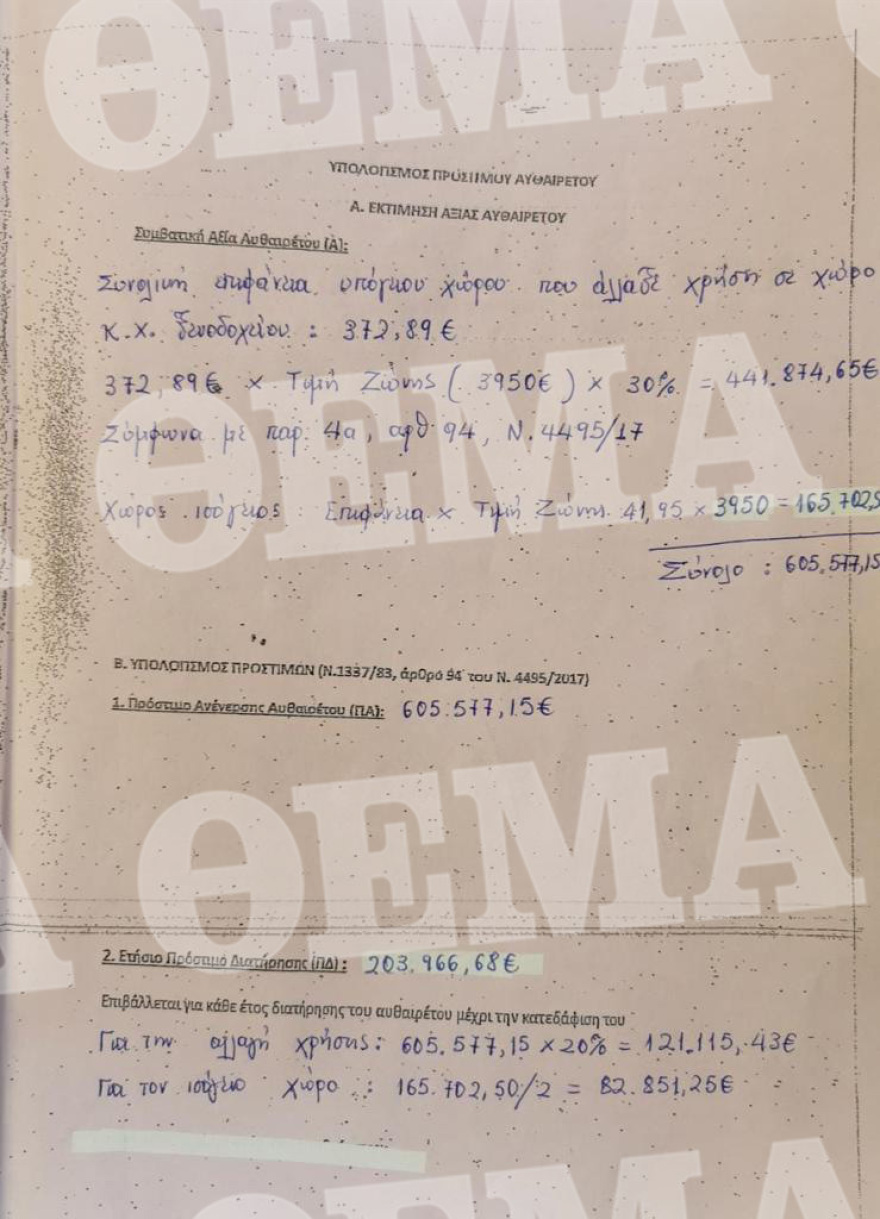 ΘΕΜΑ
ΥΠΟΛΟΓΙΣΜΟΣ ΠΡΟΣΤΙΜΟΥ ΑΥΘΑΙΡΕΤΟΥ
Α. ΕΚΤΙΜΗΣΗ ΑΞΙΑΣ ΑΥΘΑΙΡΕΤΟΥ
Συμβατική Αξία Αυθαιρέτου (Α):
Συνολική επιφάνεια υπόγειου χώρου που άλλαξε χρήση σε χώρο
Κ.Χ. ξενοδοχείου : 372,89 €
372,89€ × Τιμή Ζώνης ( 3950€ ) × 30% = 441.874,65€
Σύμφωνα με παρ. 4α, αρθ 94, Ν.4495/17
ΘΕΜΑ
Χώρος ισόγειος : Επιφάνεια × Τιμή Ζώνης 41,95 × 3950 = 165.702,5
Σύνολο : 605.577,15
Β. ΥΠΟΛΟΓΙΣΜΟΣ ΠΡΟΣΤΙΜΩΝ (Ν.1337/83, άρθρο 94 του Ν. 4495/2017)
1. Πρόστιμο Ανέγερσης Αυθαιρέτου (ΠΑ): 605.577,15€
ΘΕΜΑ
2. Ετήσιο Πρόστιμο Διατήρησης (ΠΔ) : 203.966,68€
Επιβάλλεται για κάθε έτος διατήρησης του αυθαιρέτου μέχρι την κατεδάφιση του
Για την αλλαγή χρήσης : 605.577,15 × 20% = 121.115,43€
Για τον ισόγειο χώρο : 165.702,50/2 = 82.851,25€
ΘΕΜΑ